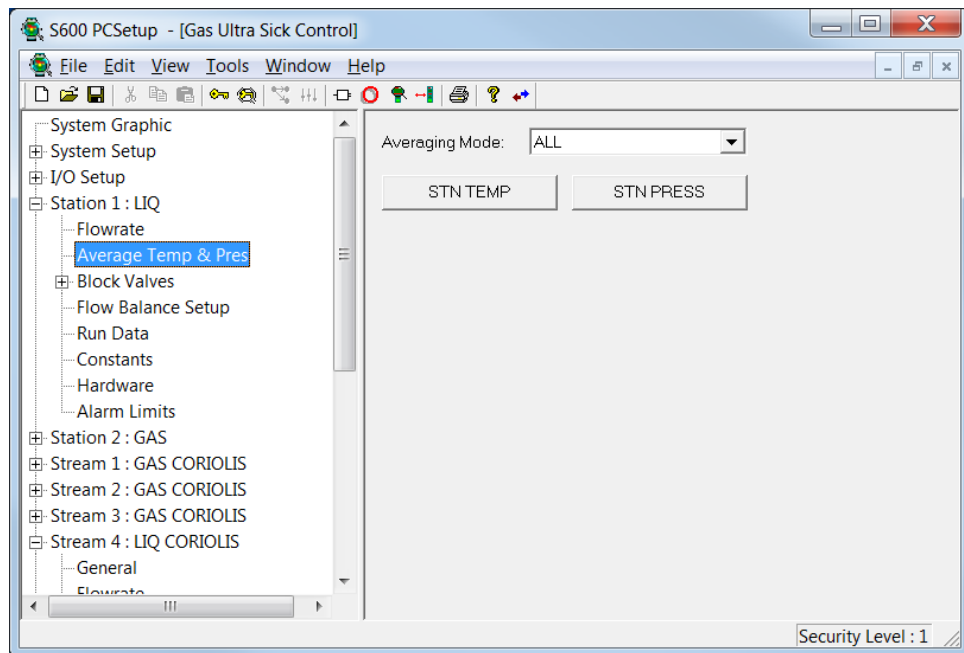 S600 PCSetup - [Gas Ultra Sick Control]
File Edit View Tools Window Help
System Graphic
System Setup
I/O Setup
Station 1 : LIQ
Flowrate
Average Temp & Pres
Block Valves
Flow Balance Setup
Run Data
Constants
Hardware
Alarm Limits
Station 2 : GAS
Stream 1 : GAS CORIOLIS
Stream 2 : GAS CORIOLIS
Stream 3 : GAS CORIOLIS
Stream 4 : LIQ CORIOLIS
General
Flowrate
Averaging Mode: ALL
STN TEMP STN PRESS
Security Level : 1